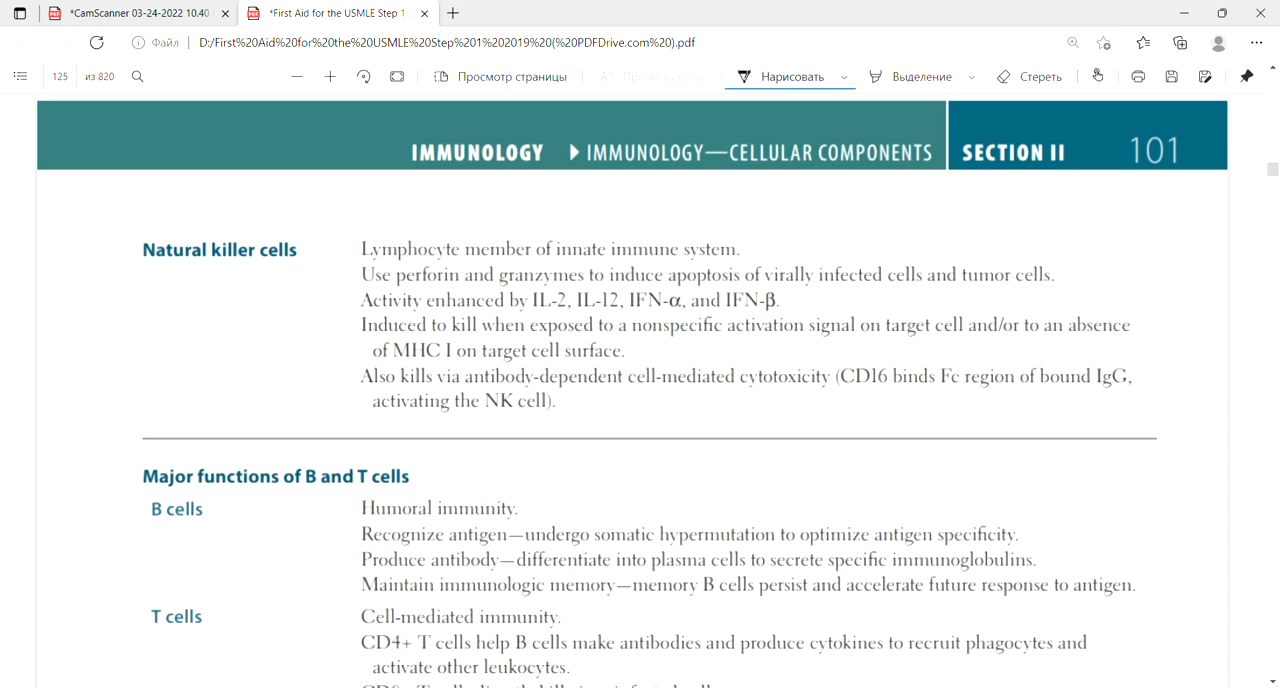 *CamScanner 03-24-2022 10.40
*First Aid for the USMLE Step 1
Файл
D:/First%20Aid%20for%20the%20USMLE%20Step%201%202019%20(%20PDFDrive.com%20).pdf
125 из 820
Просмотр страницы
Нарисовать
Выделение
Стереть
IMMUNOLOGY ▶ IMMUNOLOGY—CELLULAR COMPONENTS SECTION II 101
Natural killer cells
Lymphocyte member of innate immune system.
Use perforin and granzymes to induce apoptosis of virally infected cells and tumor cells.
Activity enhanced by IL-2, IL-12, IFN-α, and IFN-β.
Induced to kill when exposed to a nonspecific activation signal on target cell and/or to an absence
of MHC I on target cell surface.
Also kills via antibody-dependent cell-mediated cytotoxicity (CD16 binds Fc region of bound IgG,
activating the NK cell).
Major functions of B and T cells
B cells
Humoral immunity.
Recognize antigen—undergo somatic hypermutation to optimize antigen specificity.
Produce antibody—differentiate into plasma cells to secrete specific immunoglobulins.
Maintain immunologic memory—memory B cells persist and accelerate future response to antigen.
T cells
Cell-mediated immunity.
CD4+ T cells help B cells make antibodies and produce cytokines to recruit phagocytes and
activate other leukocytes.